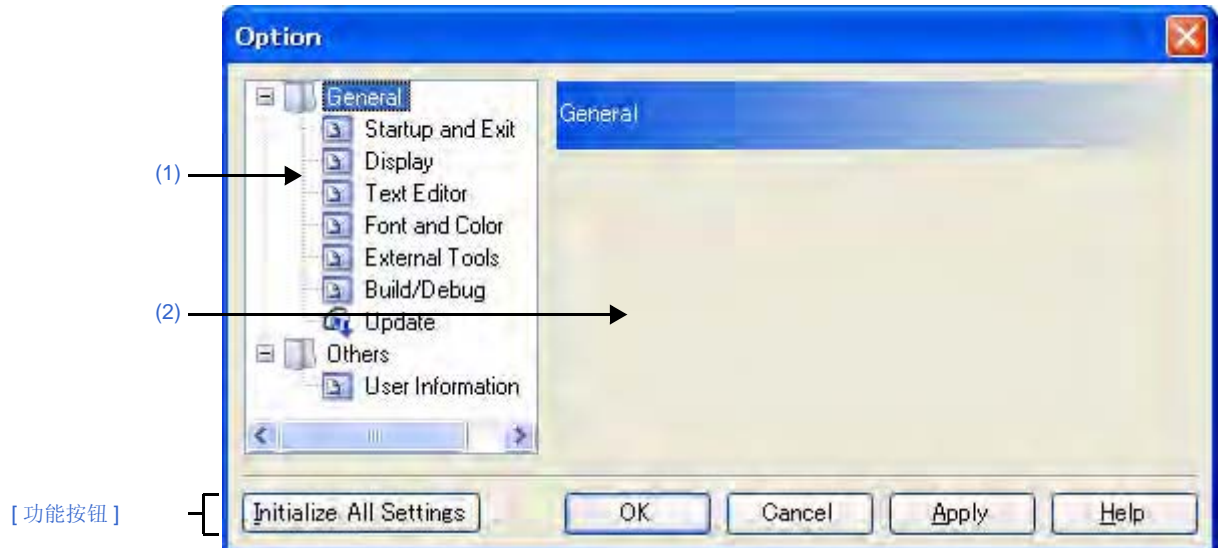 Option
General
Startup and Exit
Display
Text Editor
Font and Color
External Tools
Build/Debug
Update
Others
User Information
General
(1)
(2)
[ 功能按钮 ]
Initialize All Settings
OK
Cancel
Apply
Help